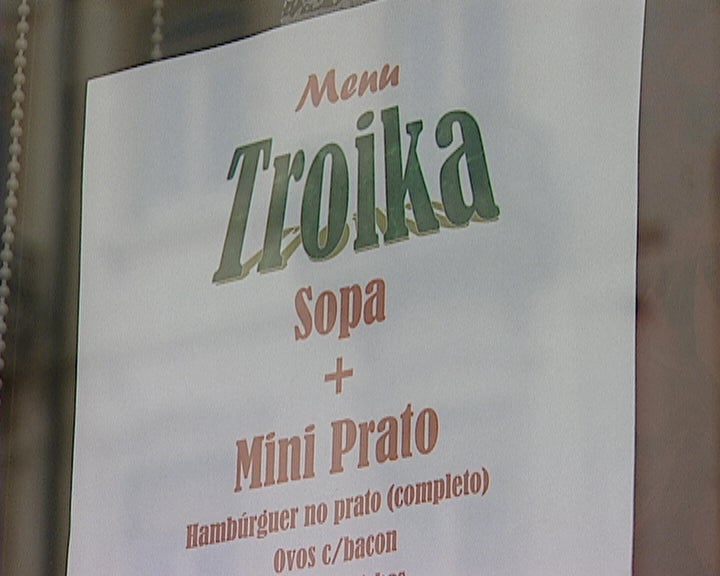 Menu
Troika
Sopa
+
Mini Prato
Hambúrguer no prato (completo)
Ovos c/bacon